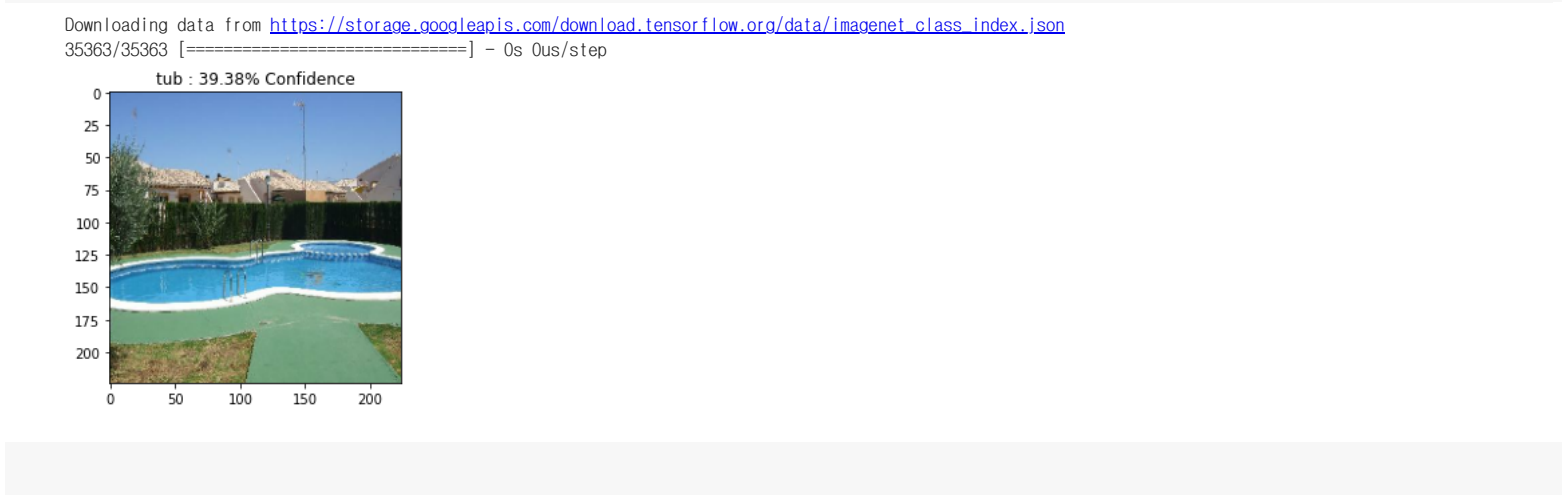 Downloading data from https://storage.googleapis.com/download.tensorflow.org/data/imagenet_class_index.json
35363/35363 [==============================] - 0s 0us/step
tub : 39.38% Confidence
0
25
50
75
100
125
150
175
200
0 50 100 150 200